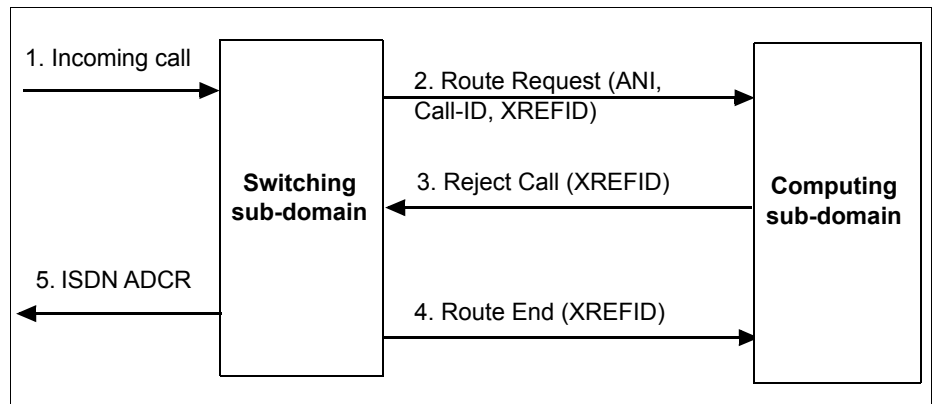 1. Incoming call
2. Route Request (ANI,
Call-ID, XREFID)
Switching
sub-domain
3. Reject Call (XREFID)
Computing
sub-domain
5. ISDN ADCR
4. Route End (XREFID)